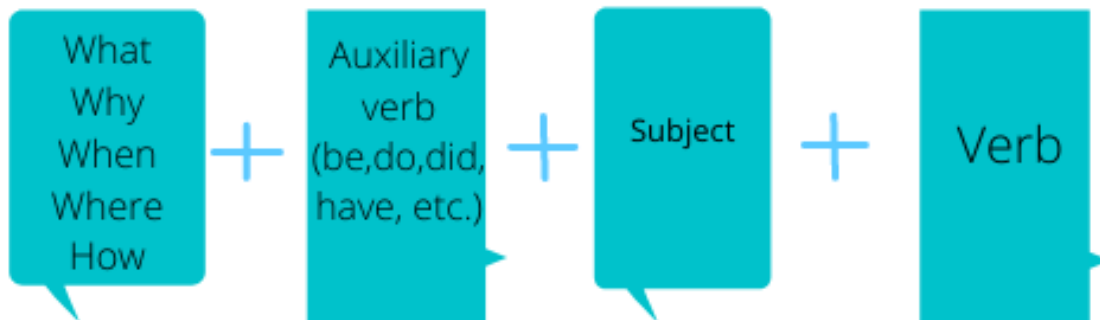 What
Why
When
Where
How
Auxiliary
verb
(be,do,did,
have, etc.)
Subject
Verb